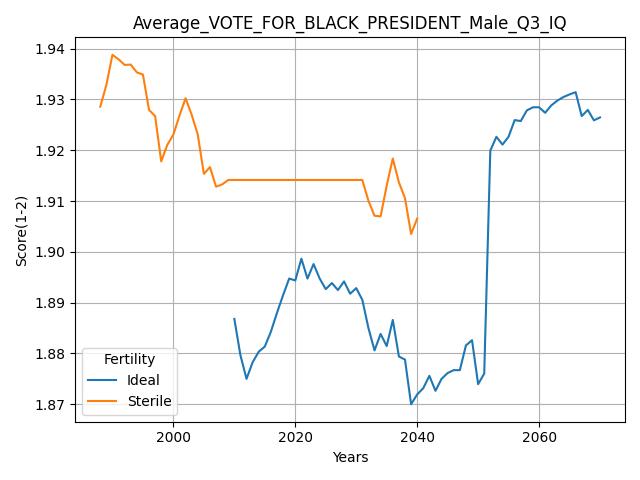 Average_VOTE_FOR_BLACK_PRESIDENT_Male_Q3_IQ
1.94
1.93
1.92
1.91
1.90
1.89
1.88
1.87
Score(1-2)
Fertility
Ideal
Sterile
2000 2020 2040 2060
Years